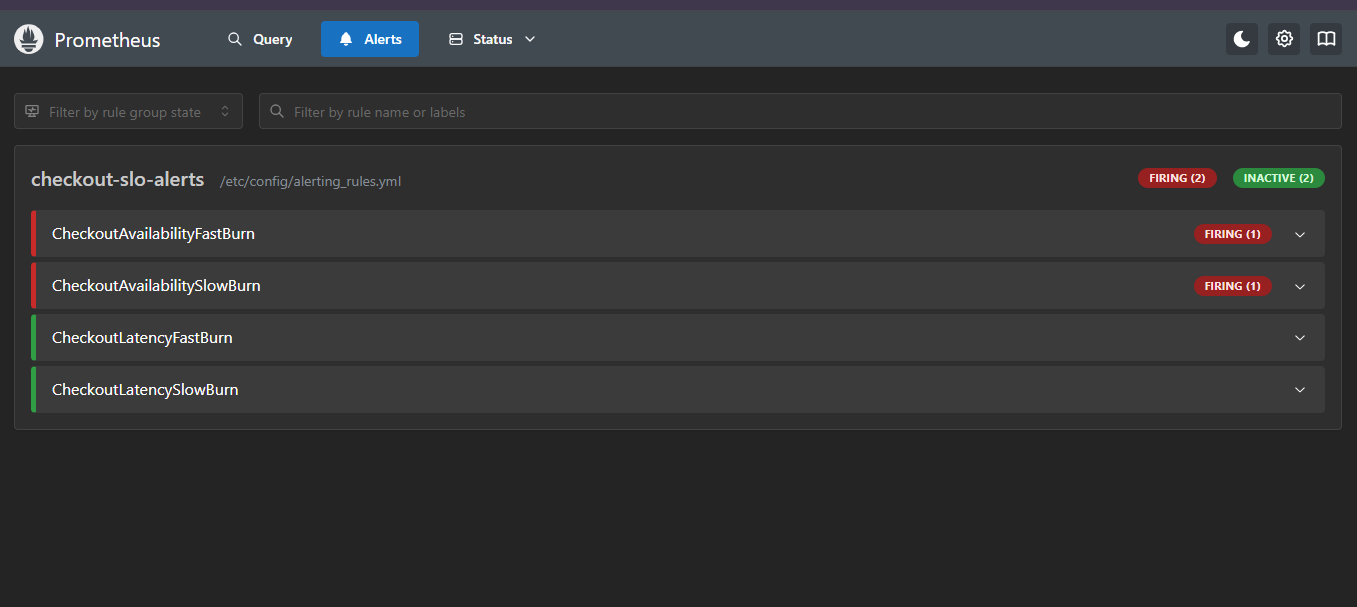 Prometheus Query Alerts Status
Filter by rule group state Filter by rule name or labels
checkout-slo-alerts /etc/config/alerting_rules.yml FIRING (2) INACTIVE (2)
CheckoutAvailabilityFastBurn FIRING (1)
CheckoutAvailabilitySlowBurn FIRING (1)
CheckoutLatencyFastBurn
CheckoutLatencySlowBurn